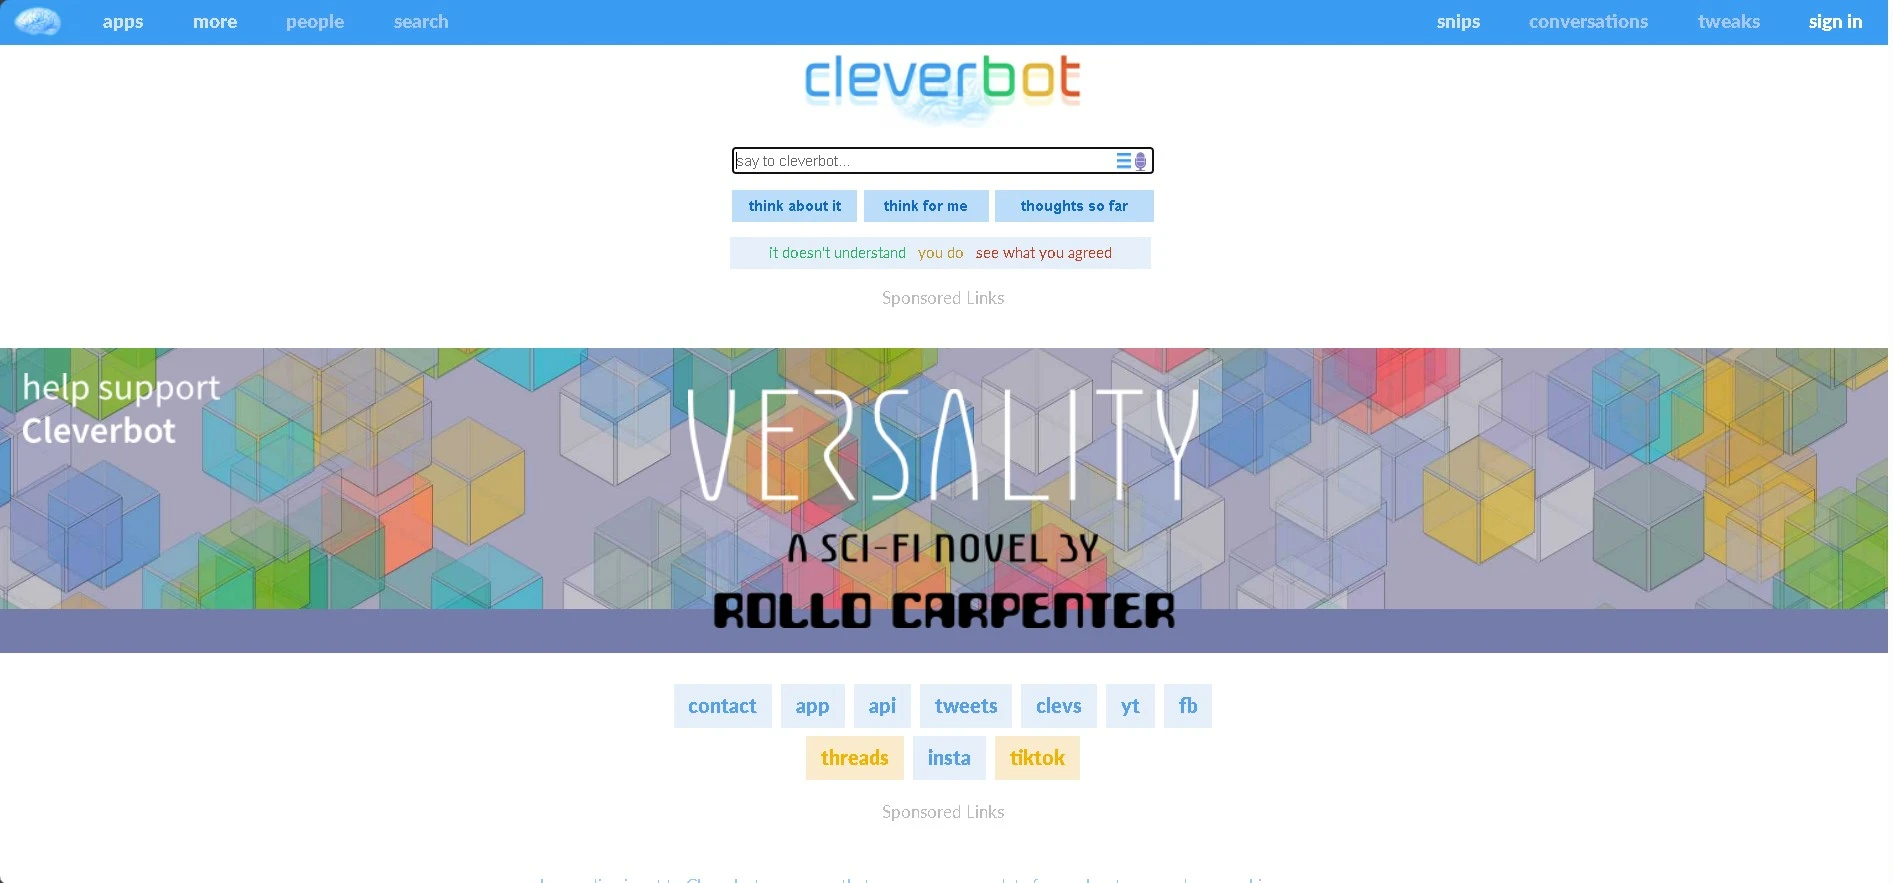 apps more people search snips conversations tweaks sign in
cleverbot
say to cleverbot...
think about it think for me thoughts so far
it doesn't understand you do see what you agreed
Sponsored Links
help support
Cleverbot
VERSALITY
A SCI-FI NOVEL BY
ROLLO CARPENTER
contact app api tweets clevs yt fb
threads insta tiktok
Sponsored Links